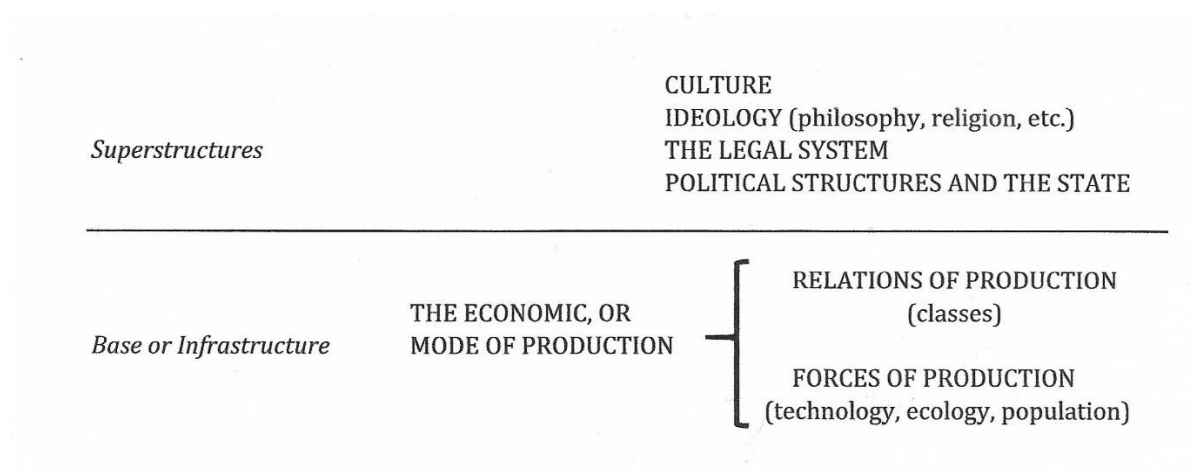 CULTURE
IDEOLOGY (philosophy, religion, etc.)
Superstructures
THE LEGAL SYSTEM
POLITICAL STRUCTURES AND THE STATE
RELATIONS OF PRODUCTION
(classes)
THE ECONOMIC, OR
Base or Infrastructure
MODE OF PRODUCTION
FORCES OF PRODUCTION
(technology, ecology, population)